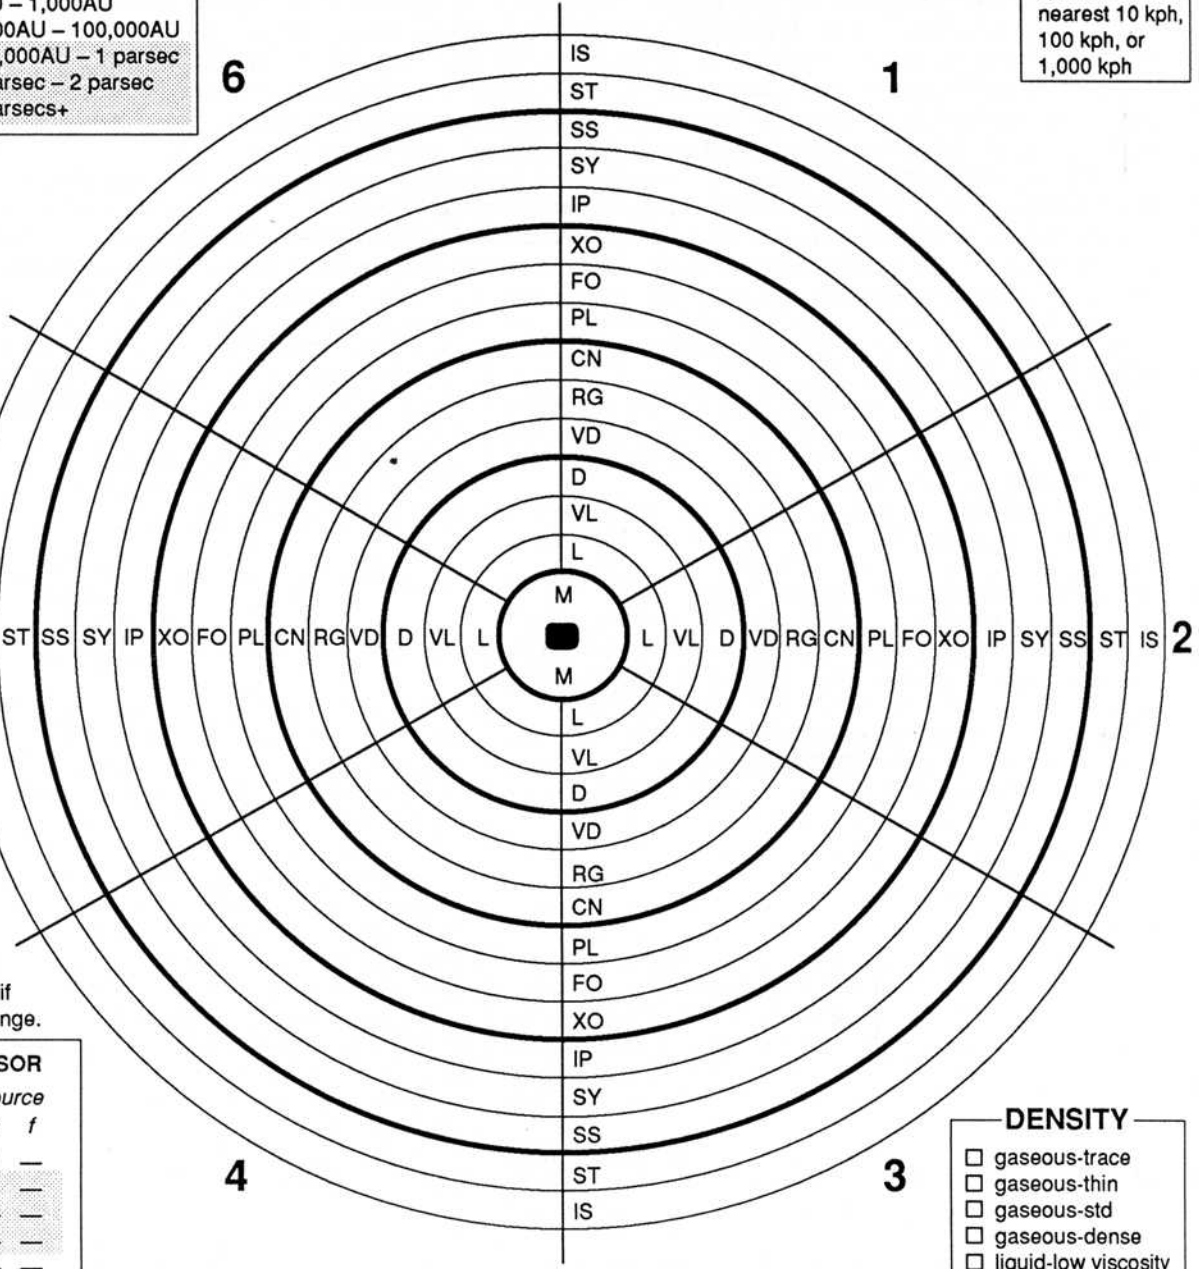 – 1,000AU
00AU – 100,000AU
,000AU – 1 parsec
arsec – 2 parsec
arsecs+
nearest 10 kph,
100 kph, or
1,000 kph
6
1
IS
ST
SS
SY
IP
XO
FO
PL
CN
RG
VD
D
VL
L
M
ST SS SY IP XO FO PL CN RG VD D VL L L VL D VD RG CN PL FO XO IP SY SS ST IS 2
M
L
VL
D
VD
RG
CN
PL
FO
XO
IP
SY
SS
ST
IS
if
nge.
SOR
urce
f
—
—
—
—
—
4
3
DENSITY
☐ gaseous-trace
☐ gaseous-thin
☐ gaseous-std
☐ gaseous-dense
☐ liquid-low viscosity